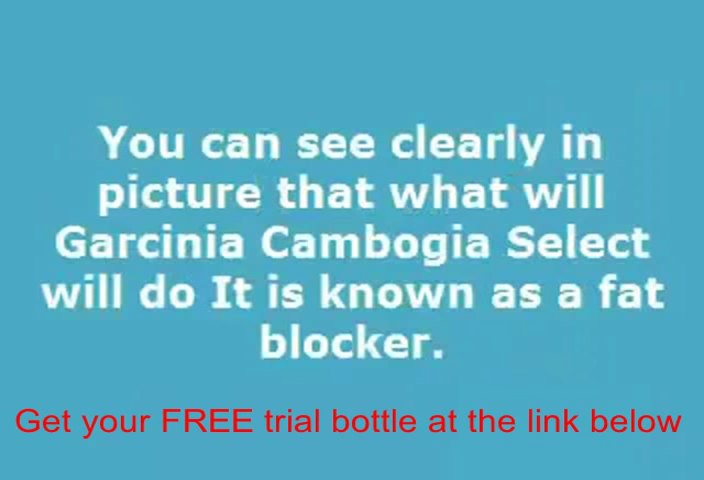 You can see clearly in
picture that what will
Garcinia Cambogia Select
will do It is known as a fat
blocker.
Get your FREE trial bottle at the link below